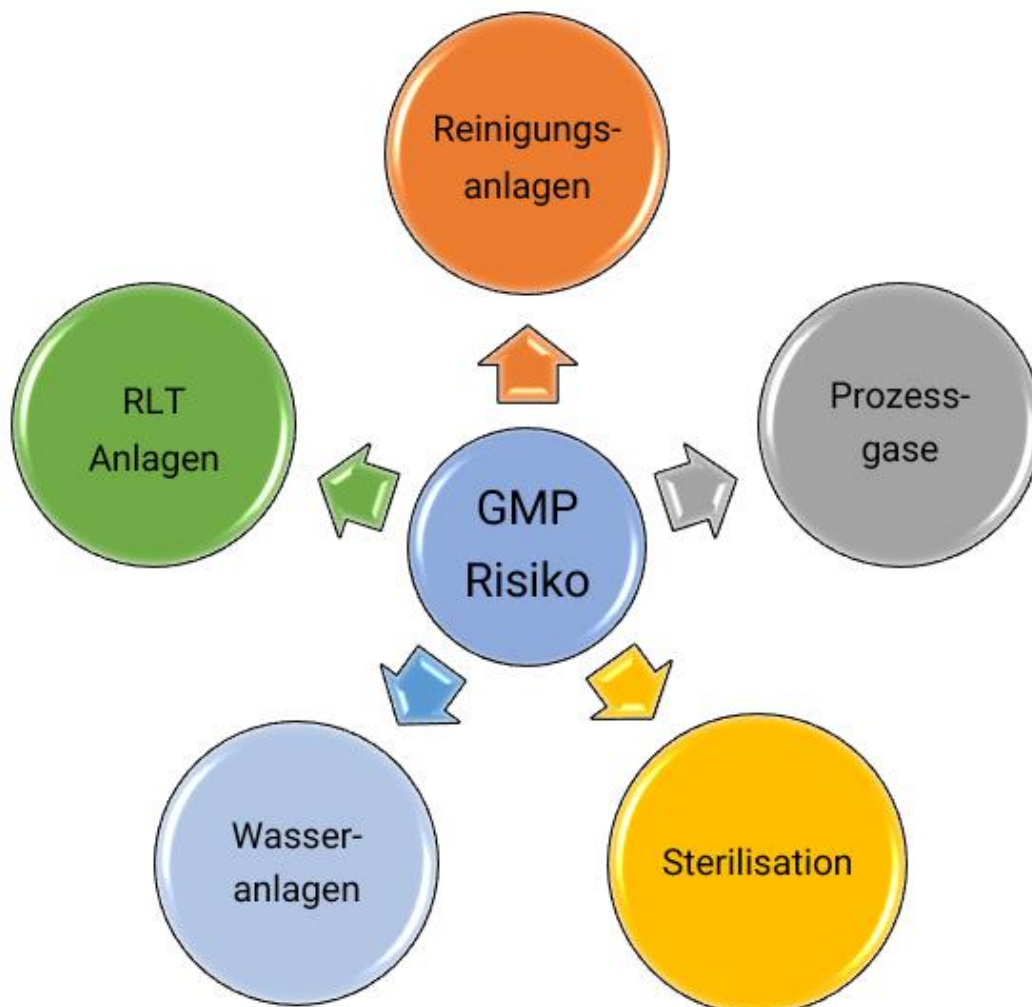 Reinigungs-
anlagen
RLT
Anlagen
Prozess-
gase
GMP
Risiko
Wasser-
anlagen
Sterilisation